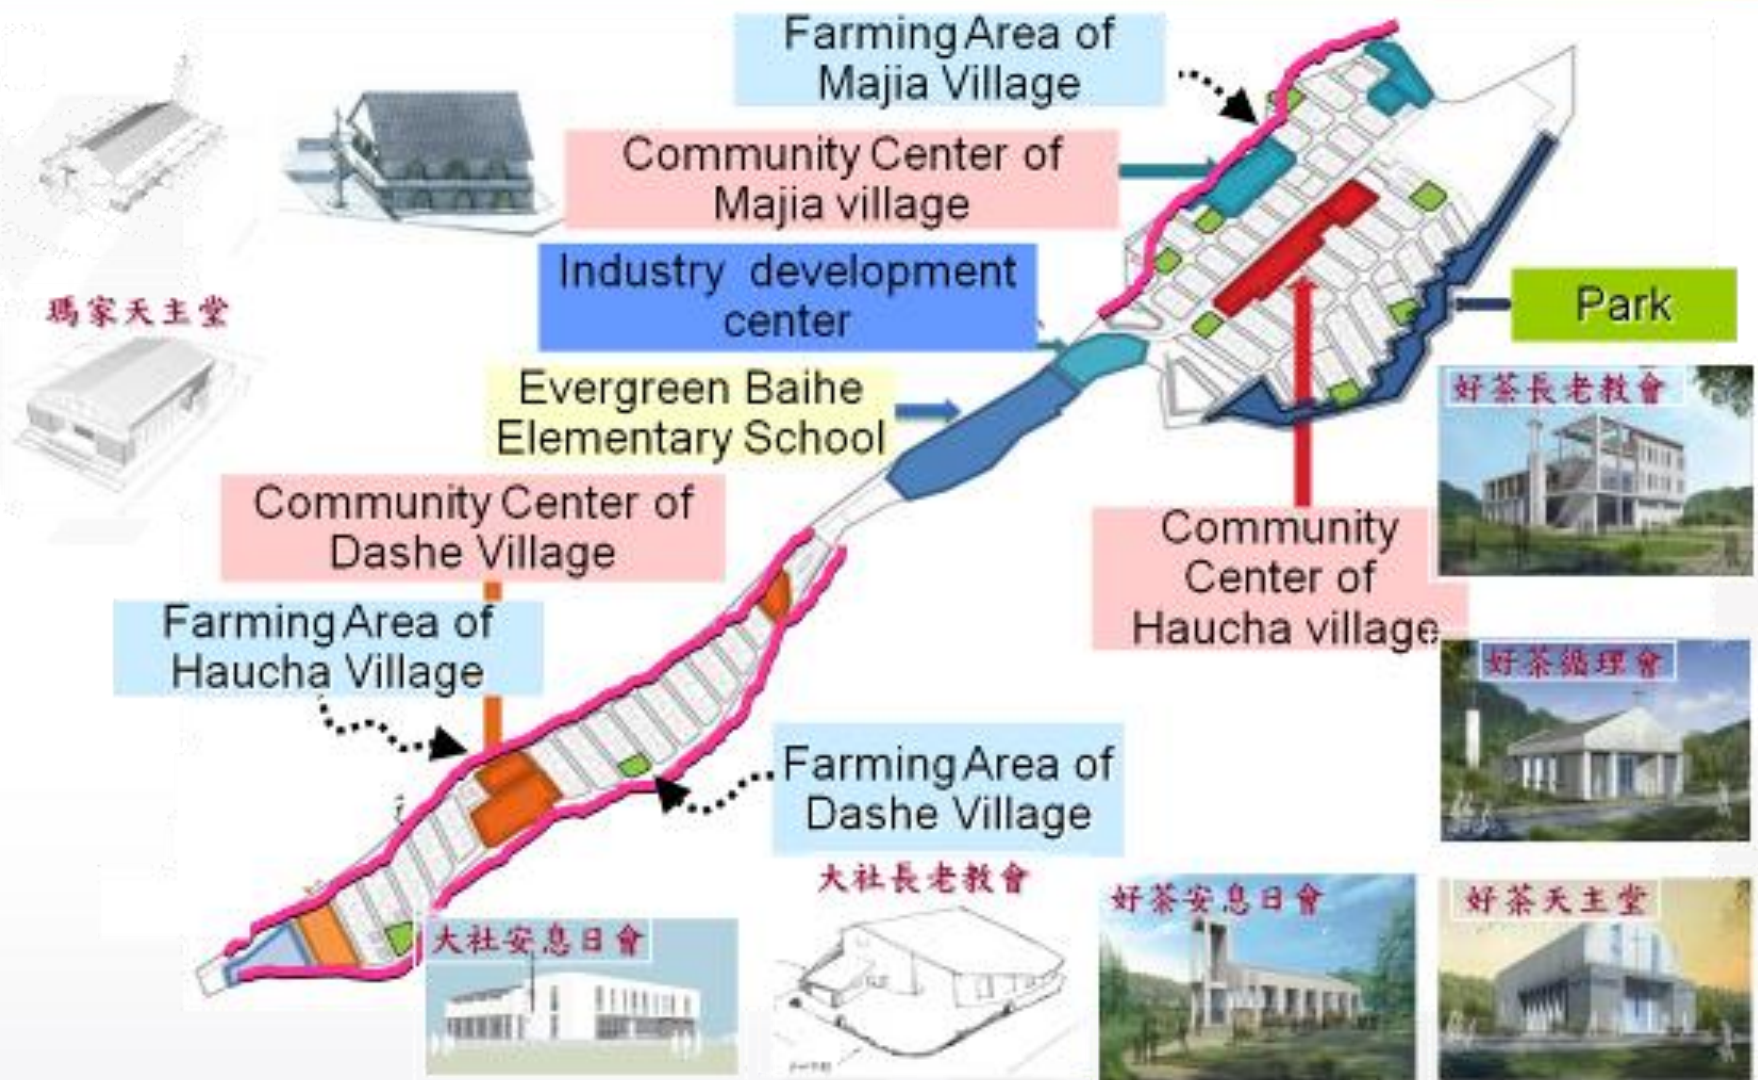 Farming Area of
Majia Village
Community Center of
Majia village
Industry development
center
瑪家天主堂
Park
Evergreen Baihe
Elementary School
好茶長老教會
Community Center of
Dashe Village
Community
Center of
Haucha village
Farming Area of
Haucha Village
好茶循理會
Farming Area of
Dashe Village
大社長老教會
好茶安息日會
好茶天主堂
大社安息日會